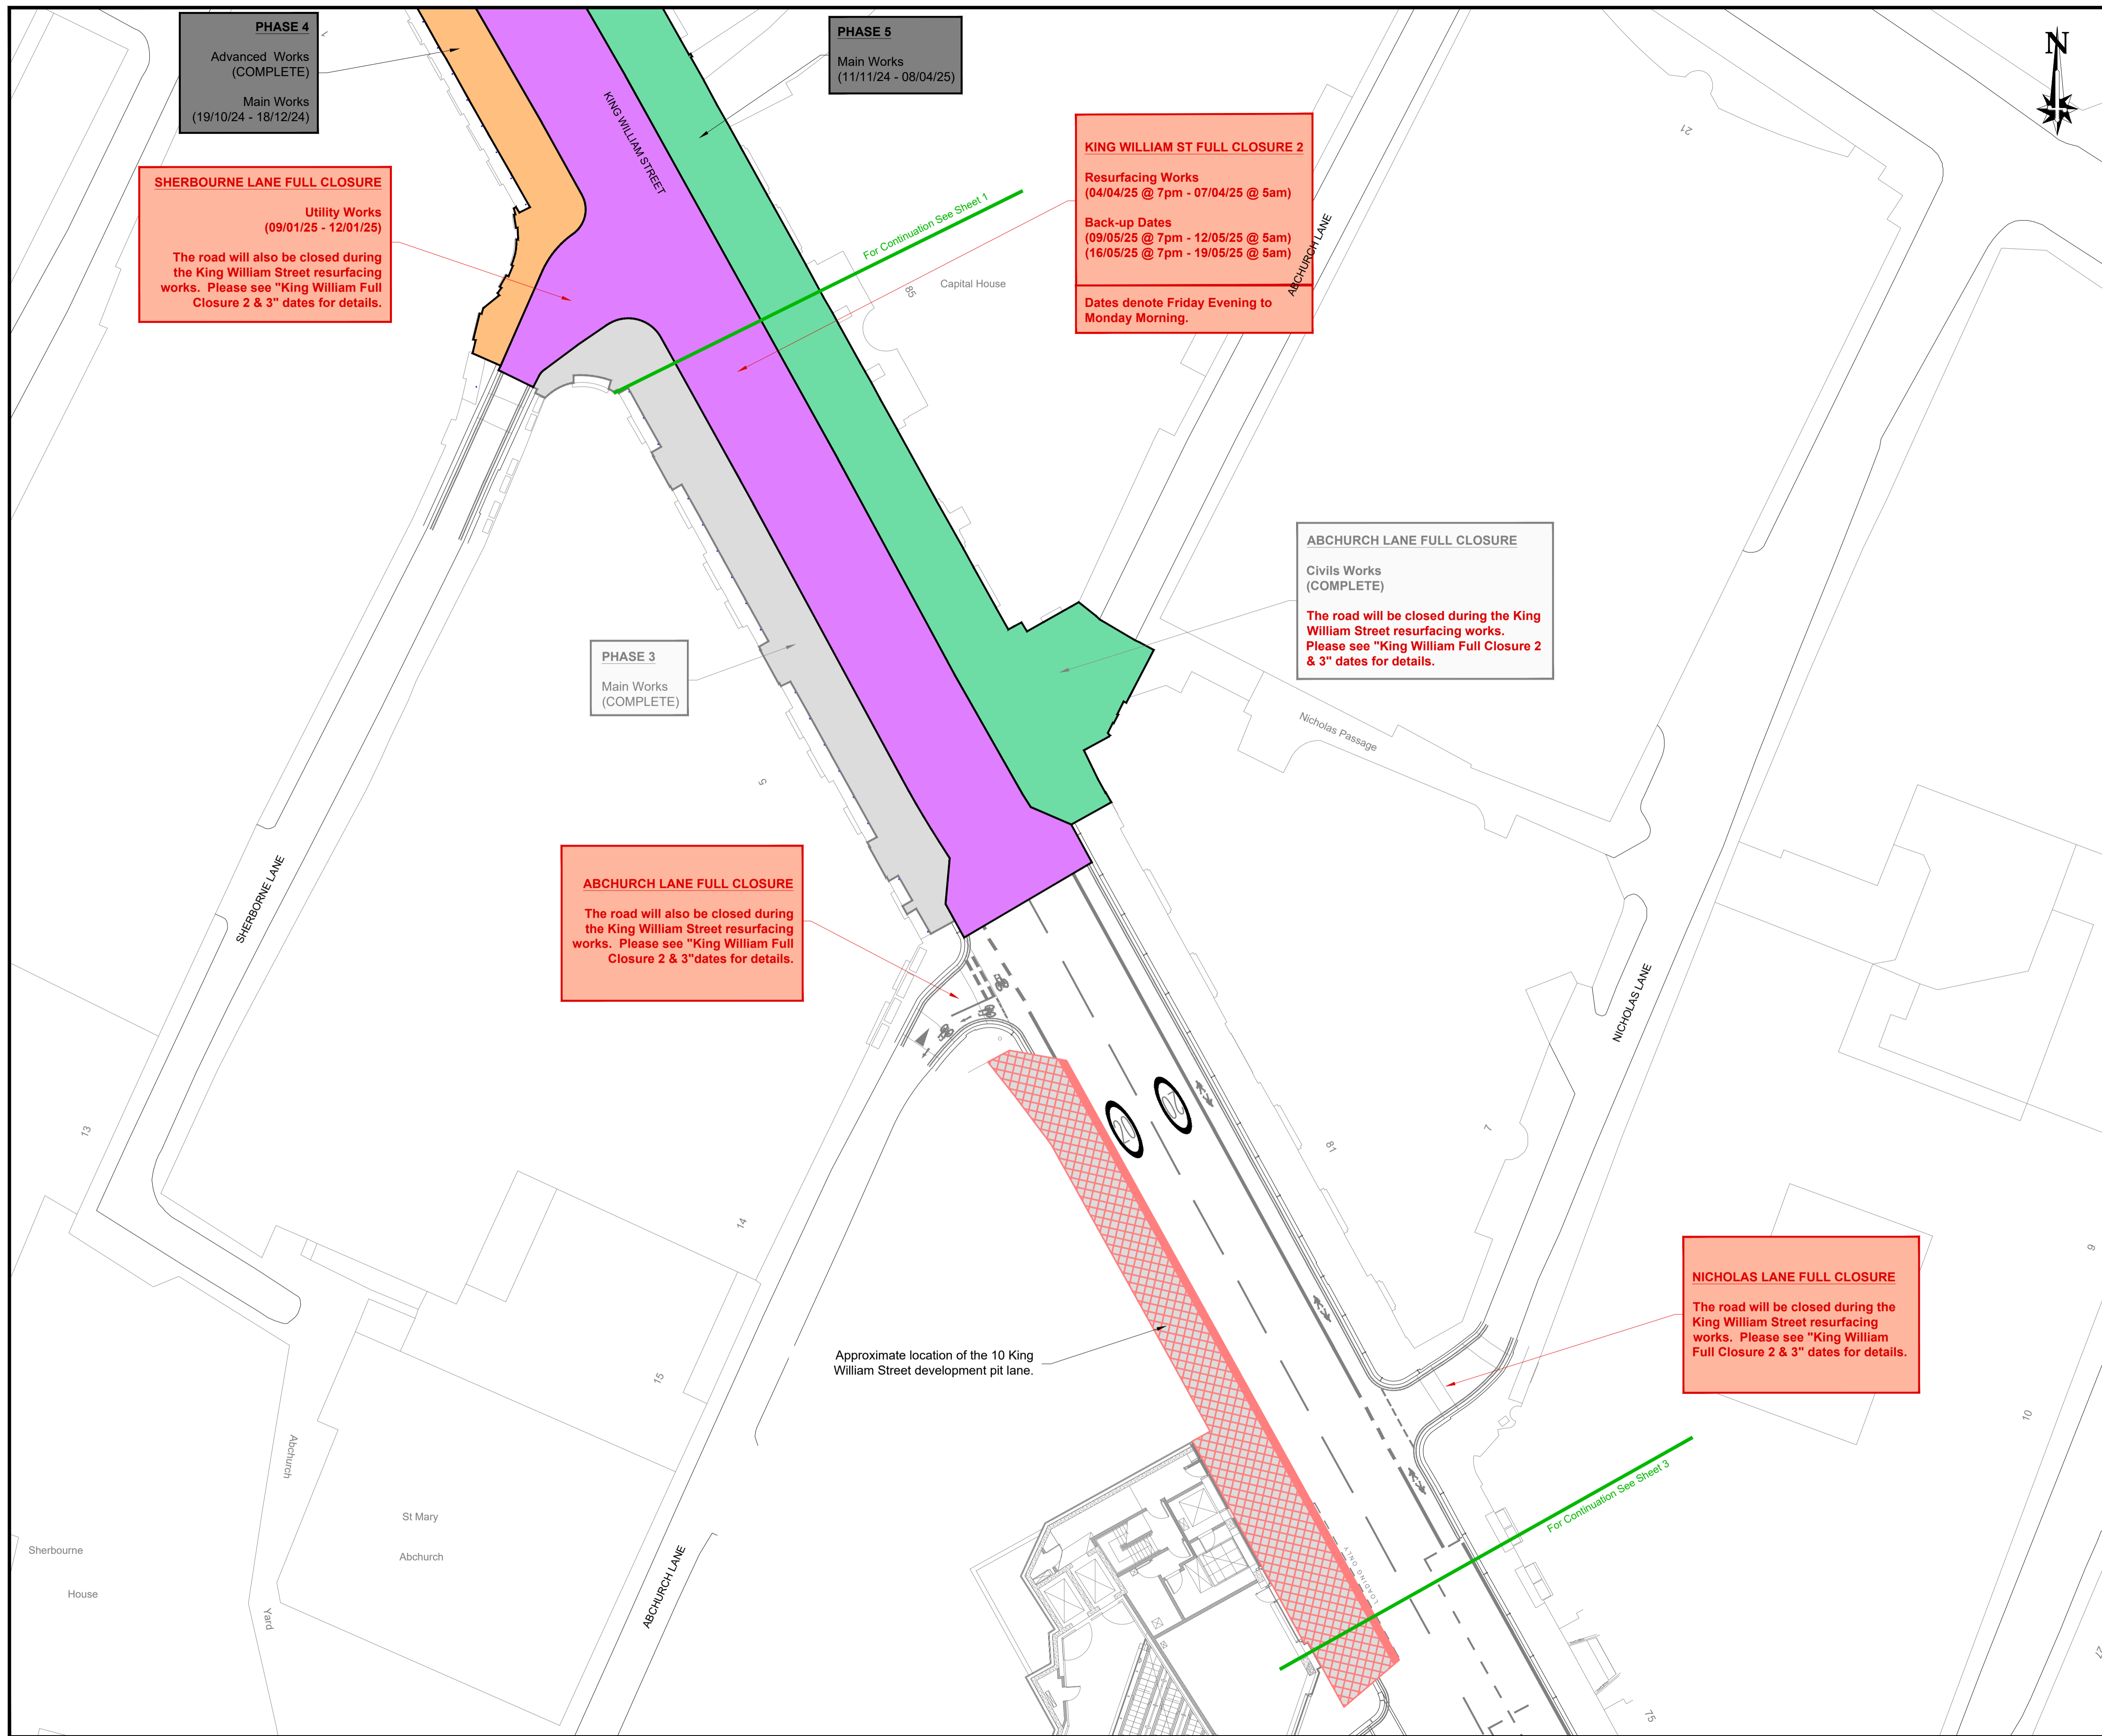 PHASE 4
Advanced Works
(COMPLETE)
Main Works
(19/10/24 - 18/12/24)
PHASE 5
Main Works
(11/11/24 - 08/04/25)
N
1
21
KING WILLIAM STREET
SHERBOURNE LANE FULL CLOSURE
Utility Works
(09/01/25 - 12/01/25)
The road will also be closed during
the King William Street resurfacing
works. Please see "King William Full
Closure 2 & 3" dates for details.
KING WILLIAM ST FULL CLOSURE 2
Resurfacing Works
(04/04/25 @ 7pm - 07/04/25 @ 5am)
Back-up Dates
(09/05/25 @ 7pm - 12/05/25 @ 5am)
(16/05/25 @ 7pm - 19/05/25 @ 5am)
Dates denote Friday Evening to
Monday Morning.
ABCHURCH LANE
For Continuation See Sheet 1
85
Capital House
ABCHURCH LANE FULL CLOSURE
Civils Works
(COMPLETE)
The road will be closed during the King
William Street resurfacing works.
Please see "King William Full Closure 2
& 3" dates for details.
PHASE 3
Main Works
(COMPLETE)
Nicholas Passage
5
SHERBORNE LANE
ABCHURCH LANE FULL CLOSURE
The road will also be closed during
the King William Street resurfacing
works. Please see "King William Full
Closure 2 & 3"dates for details.
NICHOLAS LANE
20
20
13
81
7
14
9
NICHOLAS LANE FULL CLOSURE
The road will be closed during the
King William Street resurfacing
works. Please see "King William
Full Closure 2 & 3" dates for details.
Approximate location of the 10 King
William Street development pit lane.
15
10
Abchurch
Yard
St Mary
Abchurch
Sherbourne
House
ABCHURCH LANE
For Continuation See Sheet 3
LOADING ONLY
75
17